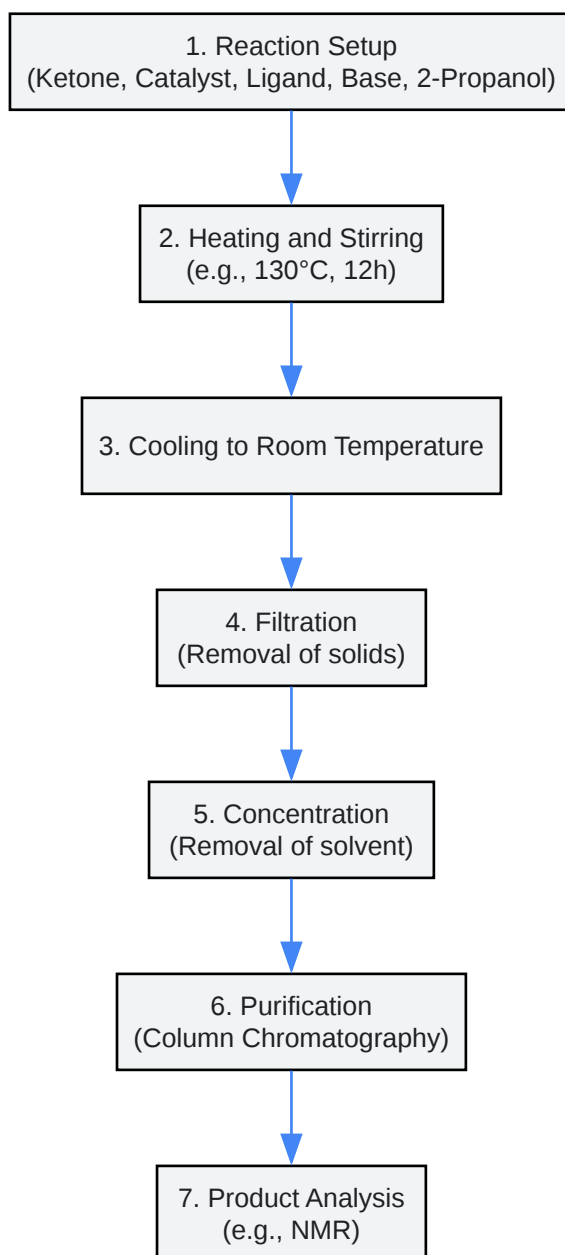 1. Reaction Setup
(Ketone, Catalyst, Ligand, Base, 2-Propanol)
2. Heating and Stirring
(e.g., 130°C, 12h)
3. Cooling to Room Temperature
4. Filtration
(Removal of solids)
5. Concentration
(Removal of solvent)
6. Purification
(Column Chromatography)
7. Product Analysis
(e.g., NMR)